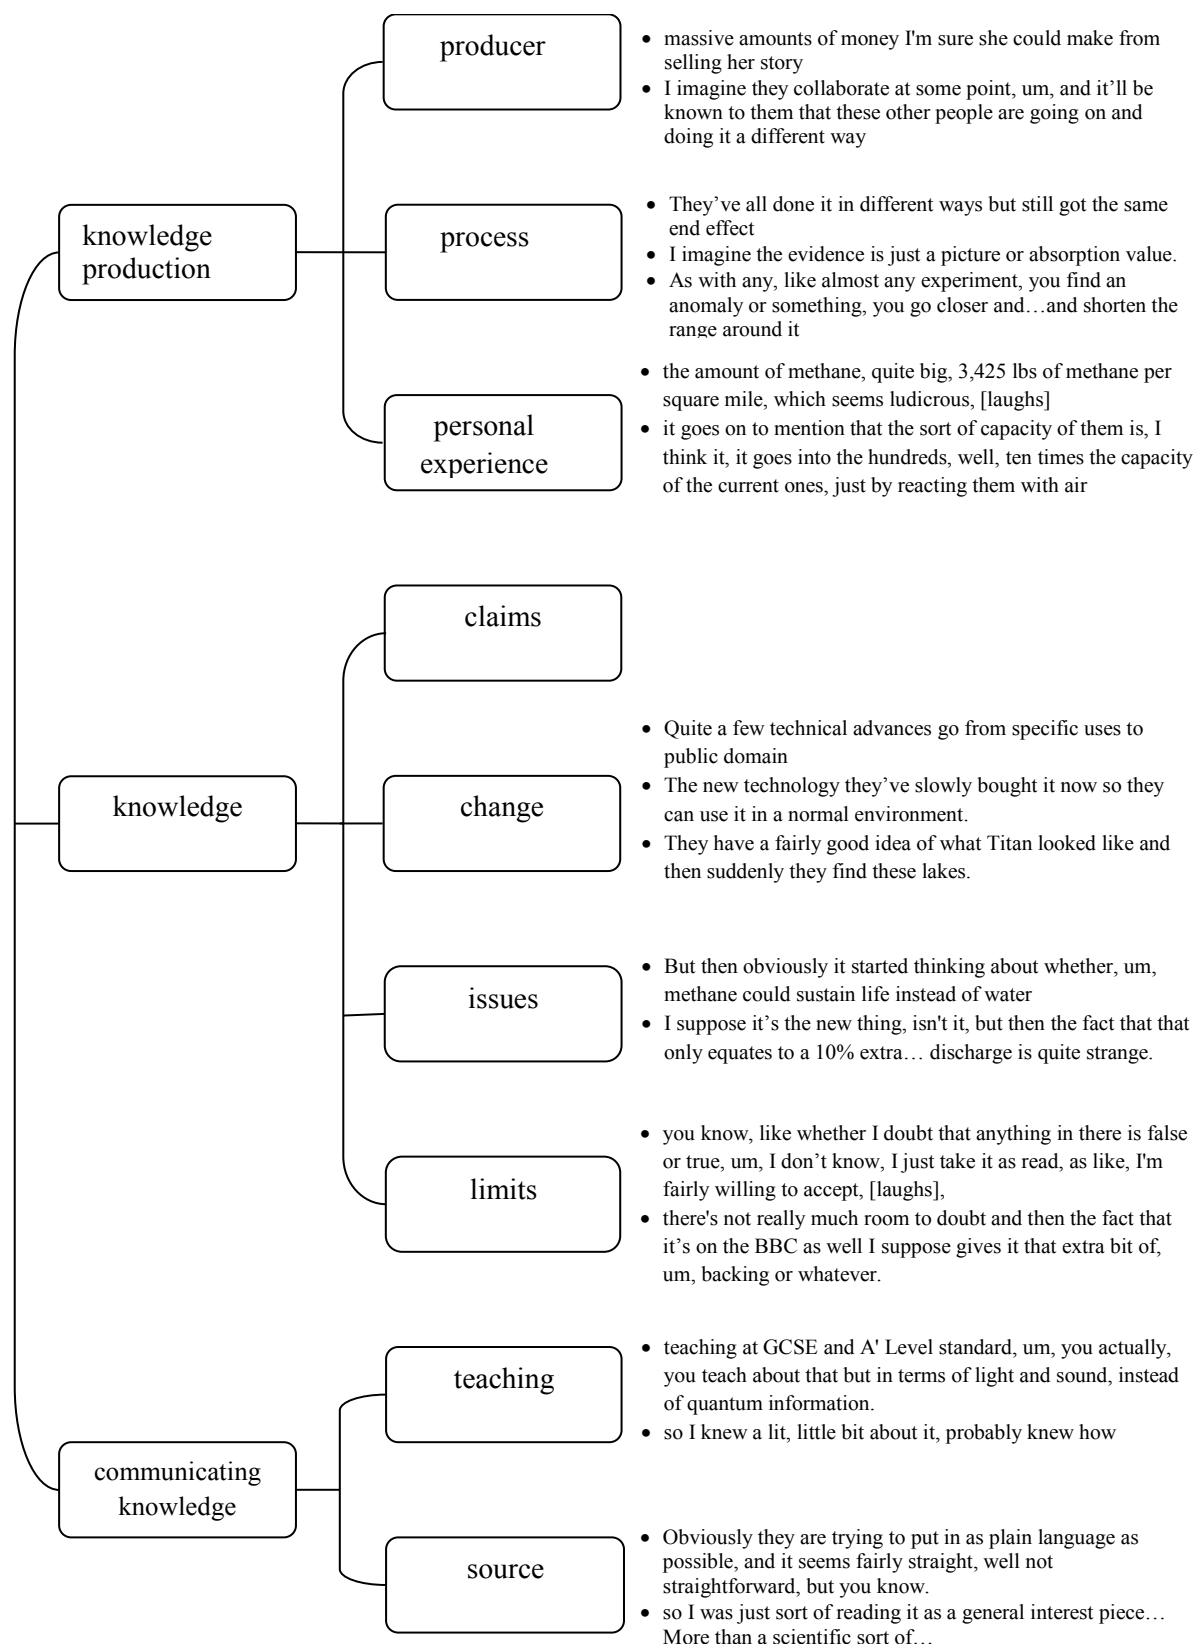 producer
• massive amounts of money I'm sure she could make from
selling her story
• I imagine they collaborate at some point, um, and it’ll be
known to them that these other people are going on and
doing it a different way
knowledge
production
process
• They’ve all done it in different ways but still got the same
end effect
• I imagine the evidence is just a picture or absorption value.
• As with any, like almost any experiment, you find an
anomaly or something, you go closer and…and shorten the
range around it
personal
experience
• the amount of methane, quite big, 3,425 lbs of methane per
square mile, which seems ludicrous, [laughs]
• it goes on to mention that the sort of capacity of them is, I
think it, it goes into the hundreds, well, ten times the capacity
of the current ones, just by reacting them with air
claims
knowledge
change
• Quite a few technical advances go from specific uses to
public domain
• The new technology they’ve slowly bought it now so they
can use it in a normal environment.
• They have a fairly good idea of what Titan looked like and
then suddenly they find these lakes.
issues
• But then obviously it started thinking about whether, um,
methane could sustain life instead of water
• I suppose it’s the new thing, isn't it, but then the fact that that
only equates to a 10% extra… discharge is quite strange.
limits
• you know, like whether I doubt that anything in there is false
or true, um, I don’t know, I just take it as read, as like, I'm
fairly willing to accept, [laughs],
• there's not really much room to doubt and then the fact that
it’s on the BBC as well I suppose gives it that extra bit of,
um, backing or whatever.
communicating
knowledge
teaching
• teaching at GCSE and A' Level standard, um, you actually,
you teach about that but in terms of light and sound, instead
of quantum information.
• so I knew a lit, little bit about it, probably knew how
source
• Obviously they are trying to put in as plain language as
possible, and it seems fairly straight, well not
straightforward, but you know.
• so I was just sort of reading it as a general interest piece…
More than a scientific sort of…